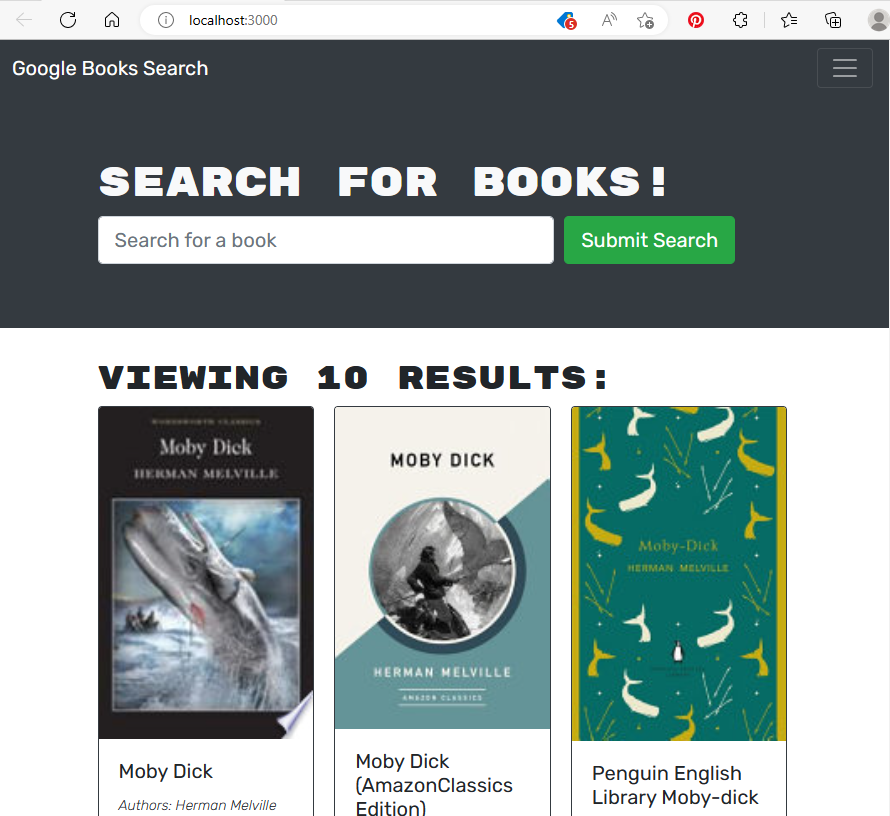 localhost:3000
5
Google Books Search
SEARCH FOR BOOKS!
Search for a book
Submit Search
VIEWING 10 RESULTS:
WORDSWORTH CLASSICS
Moby Dick
HERMAN MELVILLE
MOBY DICK
HERMAN MELVILLE
AMAZON CLASSICS
Moby-Dick
HERMAN MELVILLE
Moby Dick
Authors: Herman Melville
Moby Dick
(AmazonClassics
Edition)
Penguin English
Library Moby-dick